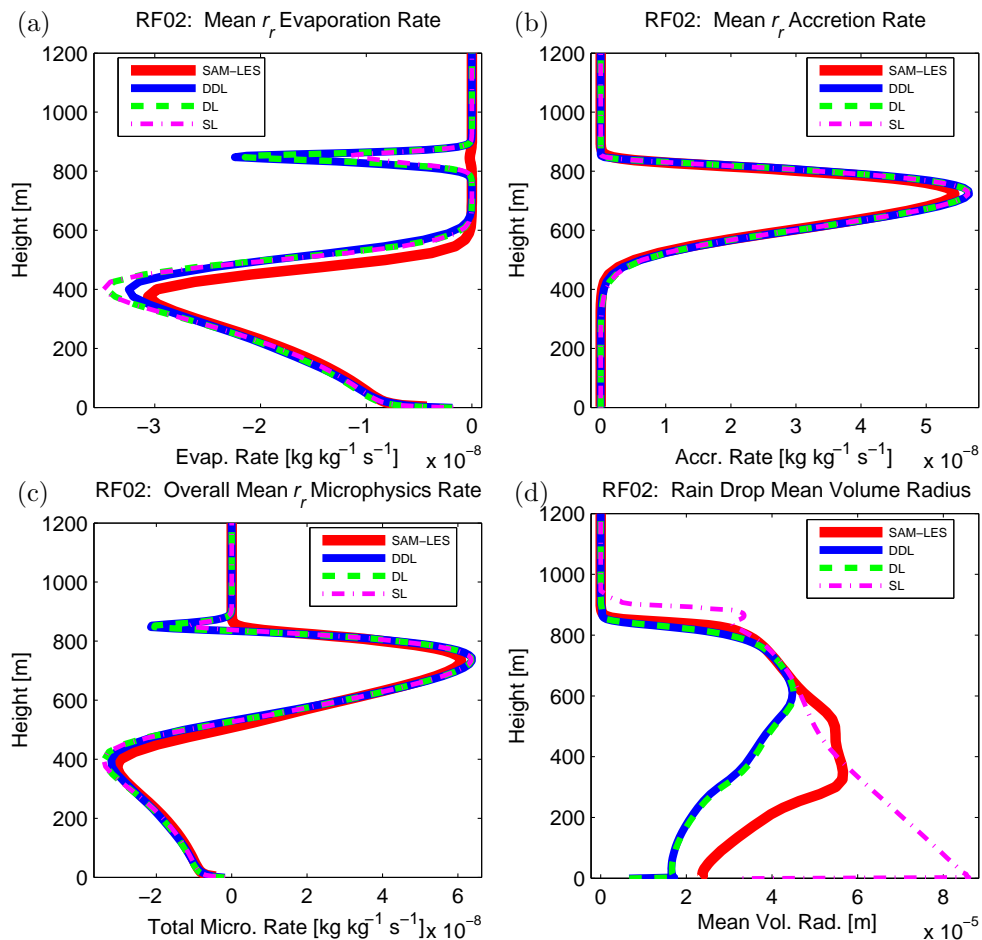 (a) RF02: Mean r_r Evaporation Rate
1200
1000
800
600
400
200
0
Height [m]
SAM−LES
DDL
DL
SL
−3 −2 −1 0
Evap. Rate [kg kg⁻¹ s⁻¹] x 10⁻⁸
(b) RF02: Mean r_r Accretion Rate
1200
1000
800
600
400
200
0
Height [m]
SAM−LES
DDL
DL
SL
0 1 2 3 4 5
Accr. Rate [kg kg⁻¹ s⁻¹] x 10⁻⁸
(c) RF02: Overall Mean r_r Microphysics Rate
1200
1000
800
600
400
200
0
Height [m]
SAM−LES
DDL
DL
SL
−2 0 2 4 6
Total Micro. Rate [kg kg⁻¹ s⁻¹] x 10⁻⁸
(d) RF02: Rain Drop Mean Volume Radius
1200
1000
800
600
400
200
0
Height [m]
SAM−LES
DDL
DL
SL
0 2 4 6 8
Mean Vol. Rad. [m] x 10⁻⁵